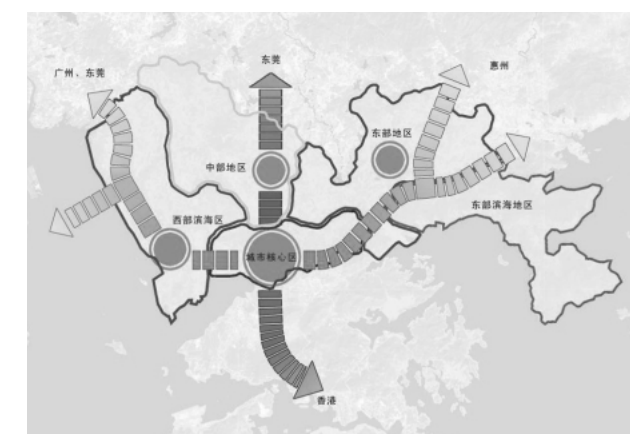 东莞
惠州
广州、东莞
东部地区
中部地区
东部滨海地区
西部滨海区
城市核心区
香港